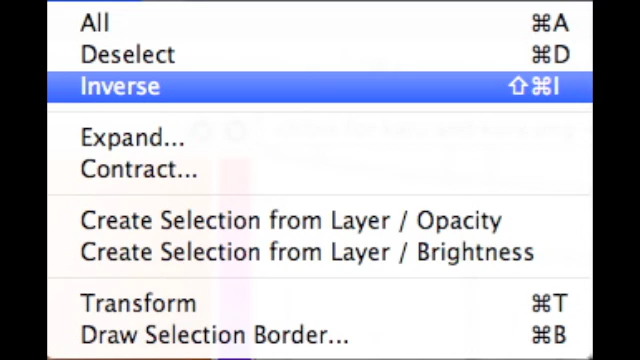 All ⌘A
Deselect ⌘D
Inverse ⇧⌘I
Expand...
Contract...
Create Selection from Layer / Opacity
Create Selection from Layer / Brightness
Transform ⌘T
Draw Selection Border... ⌘B